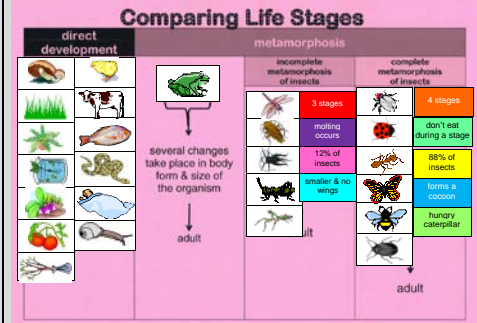 Comparing Life Stages
direct
development
metamorphosis
incomplete
metamorphosis
of insects
complete
metamorphosis
of insects
several changes
take place in body
form & size of
the organism
adult
3 stages
molting
occurs
12% of
insects
smaller & no
wings
ult
4 stages
don't eat
during a stage
88% of
insects
forms a
cocoon
hungry
caterpillar
adult